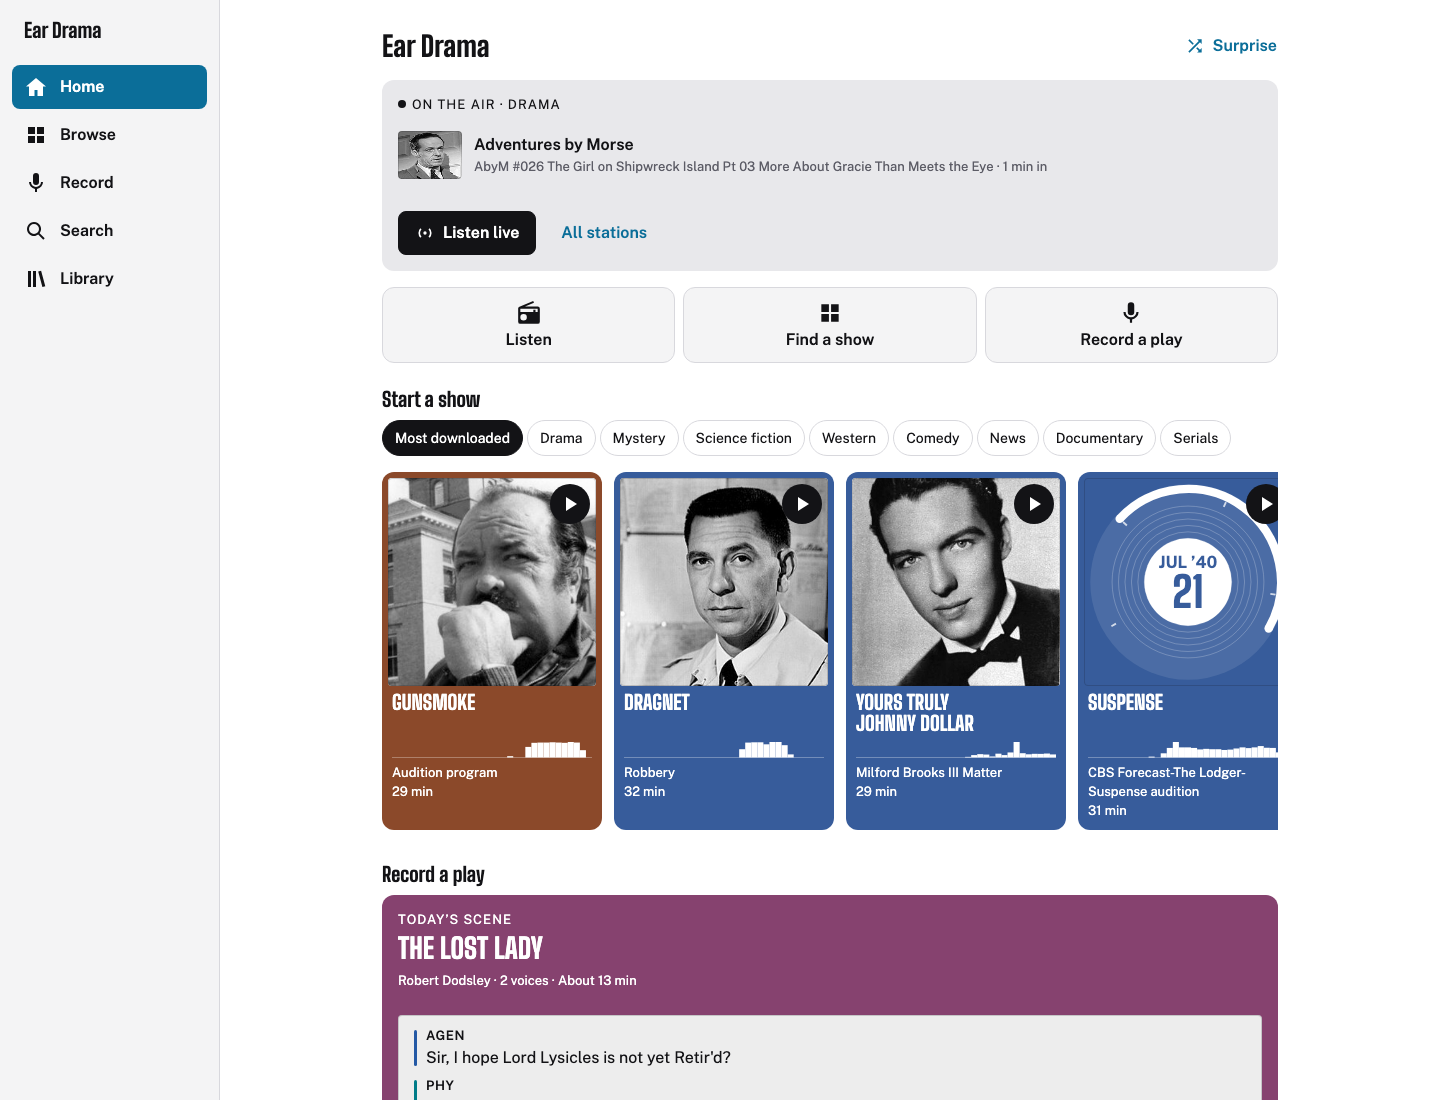 Ear Drama
Home
Browse
Record
Search
Library
Ear Drama
Surprise
ON THE AIR · DRAMA
Adventures by Morse
AbyM #026 The Girl on Shipwreck Island Pt 03 More About Gracie Than Meets the Eye · 1 min in
Listen live
All stations
Listen
Find a show
Record a play
Start a show
Most downloaded
Drama
Mystery
Science fiction
Western
Comedy
News
Documentary
Serials
GUNSMOKE
Audition program
29 min
DRAGNET
Robbery
32 min
YOURS TRULY
JOHNNY DOLLAR
Milford Brooks III Matter
29 min
JUL ’40
21
SUSPENSE
CBS Forecast-The Lodger-
Suspense audition
31 min
Record a play
TODAY’S SCENE
THE LOST LADY
Robert Dodsley · 2 voices · About 13 min
AGEN
Sir, I hope Lord Lysicles is not yet Retir'd?
PHY